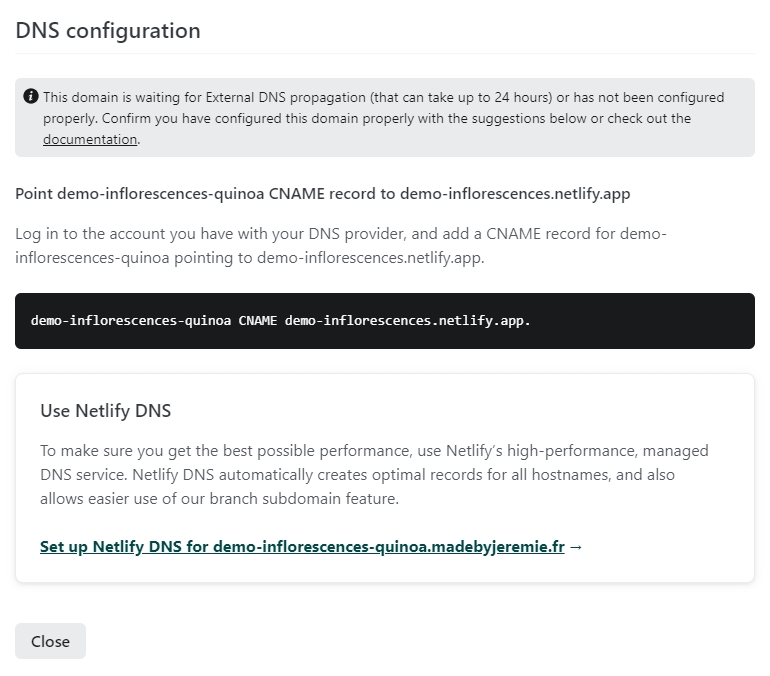 DNS configuration
This domain is waiting for External DNS propagation (that can take up to 24 hours) or has not been configured
properly. Confirm you have configured this domain properly with the suggestions below or check out the
documentation.
Point demo-inflorescences-quinoa CNAME record to demo-inflorescences.netlify.app
Log in to the account you have with your DNS provider, and add a CNAME record for demo-
inflorescences-quinoa pointing to demo-inflorescences.netlify.app.
demo-inflorescences-quinoa CNAME demo-inflorescences.netlify.app.
Use Netlify DNS
To make sure you get the best possible performance, use Netlify’s high-performance, managed
DNS service. Netlify DNS automatically creates optimal records for all hostnames, and also
allows easier use of our branch subdomain feature.
Set up Netlify DNS for demo-inflorescences-quinoa.madebyjeremie.fr →
Close